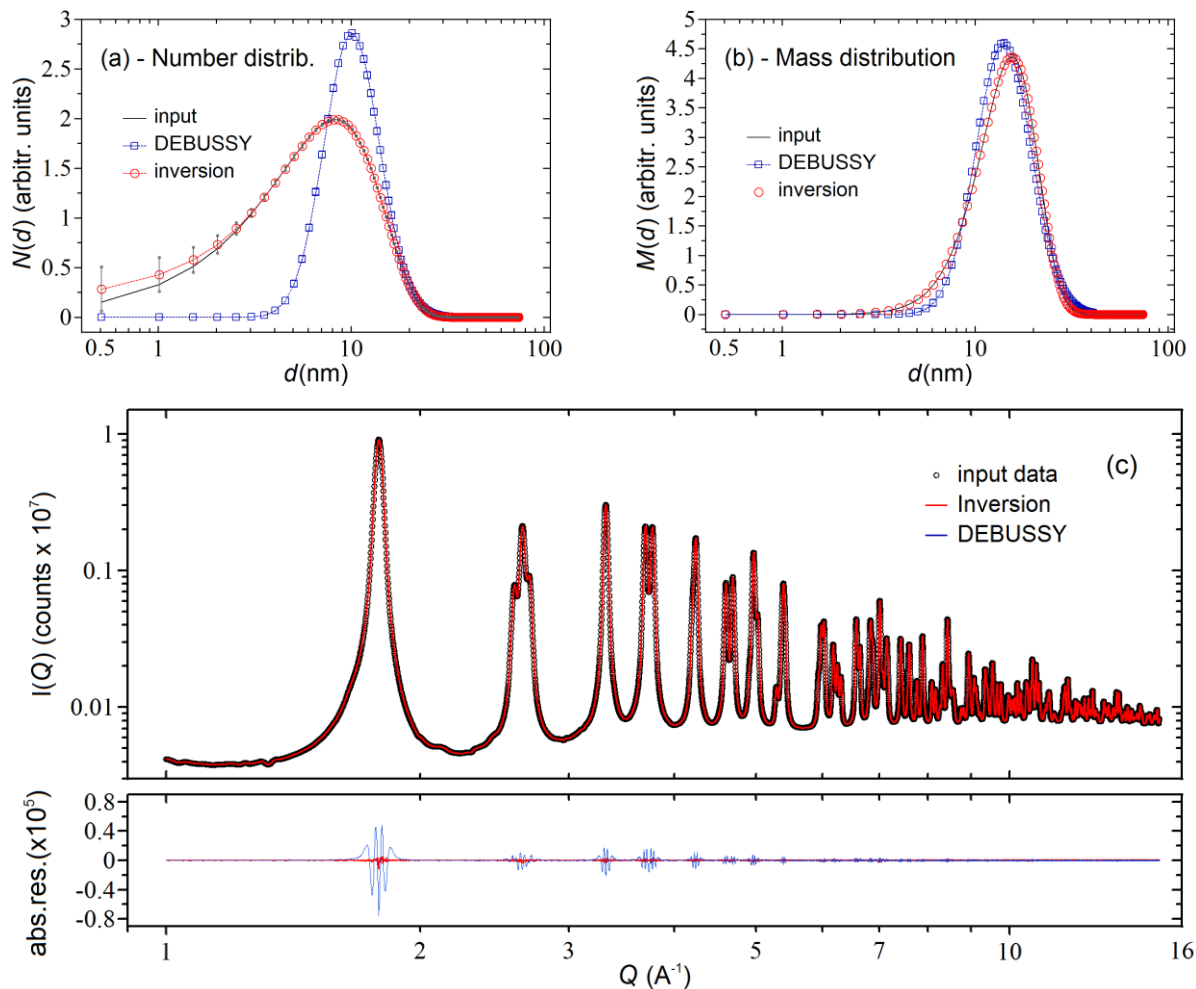 (a) - Number distrib.
input
DEBUSSY
inversion
N(d) (arbitr. units)
3
2.5
2
1.5
1
0.5
0
0.5
1
10
100
d(nm)
(b) - Mass distribution
input
DEBUSSY
inversion
M(d) (arbitr. units)
5
4.5
4
3.5
3
2.5
2
1.5
1
0.5
0
0.5
1
10
100
d(nm)
(c)
input data
Inversion
DEBUSSY
I(Q) (counts x 10⁷)
1
0.1
0.01
abs.res.(x10⁵)
0.8
0.4
0
-0.4
-0.8
1
2
3
4
5
7
10
16
Q (A⁻¹)